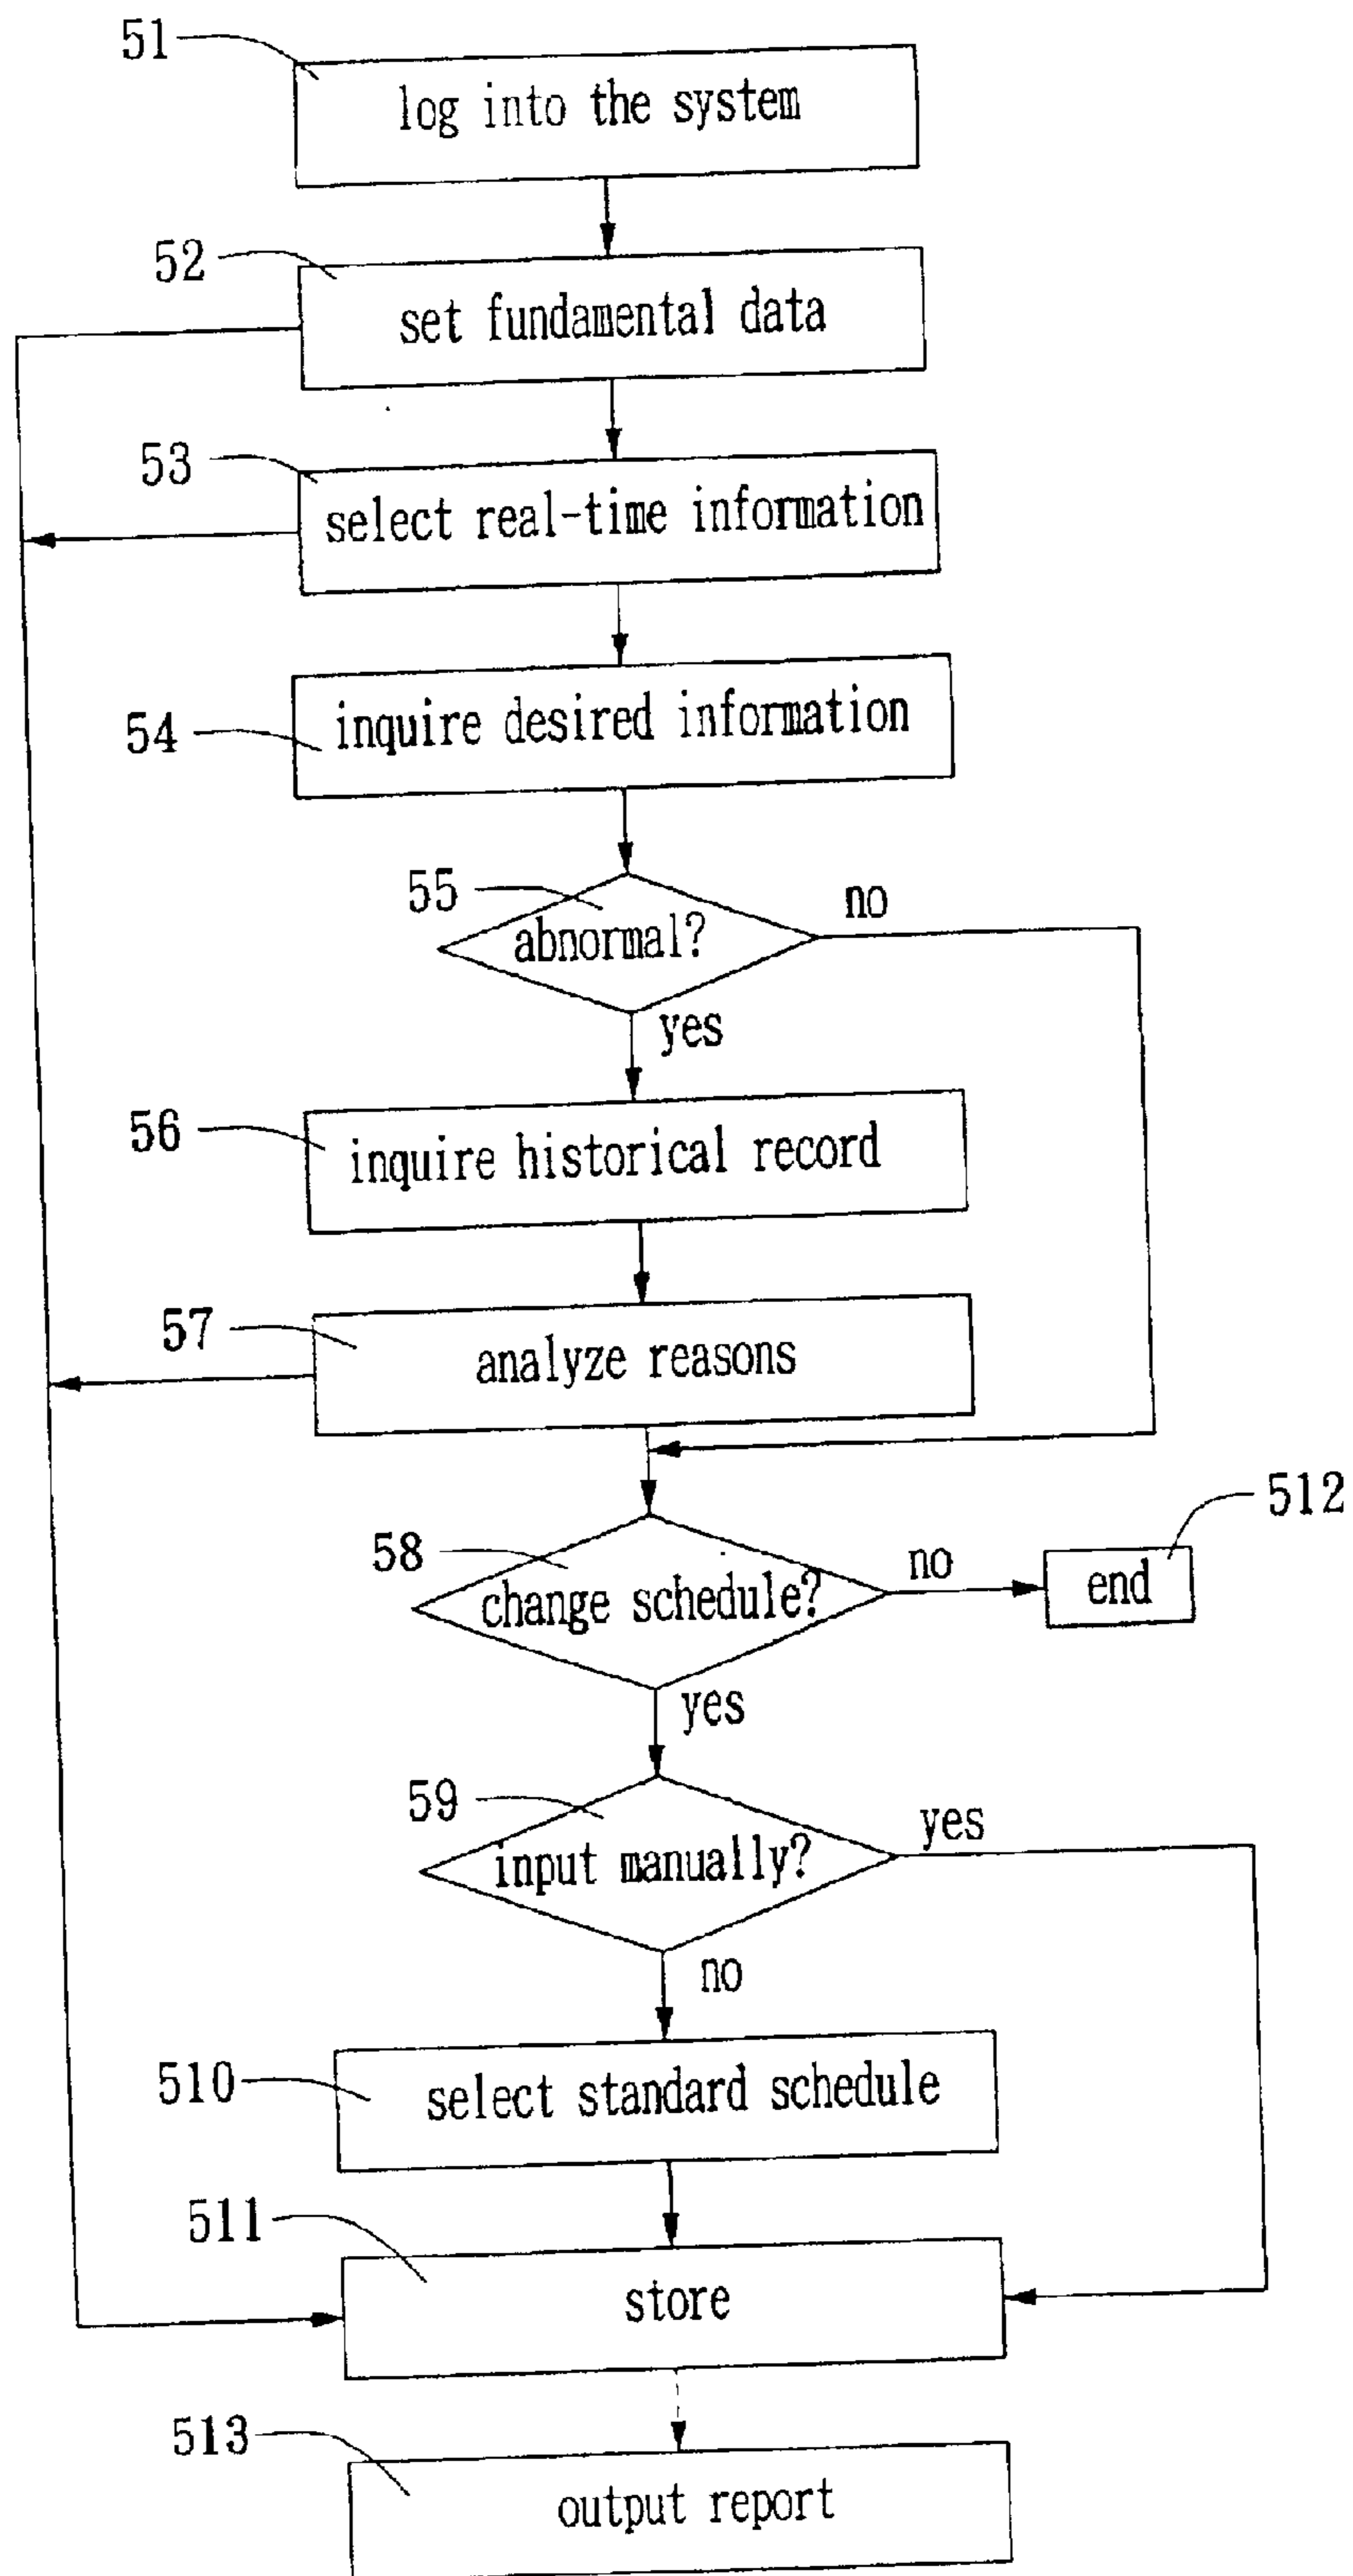 51
log into the system
52
set fundamental data
53
select real-time information
54
inquire desired information
55
abnormal?
no
yes
56
inquire historical record
57
analyze reasons
58
change schedule?
no
512
end
yes
59
input manually?
yes
no
510
select standard schedule
511
store
513
output report